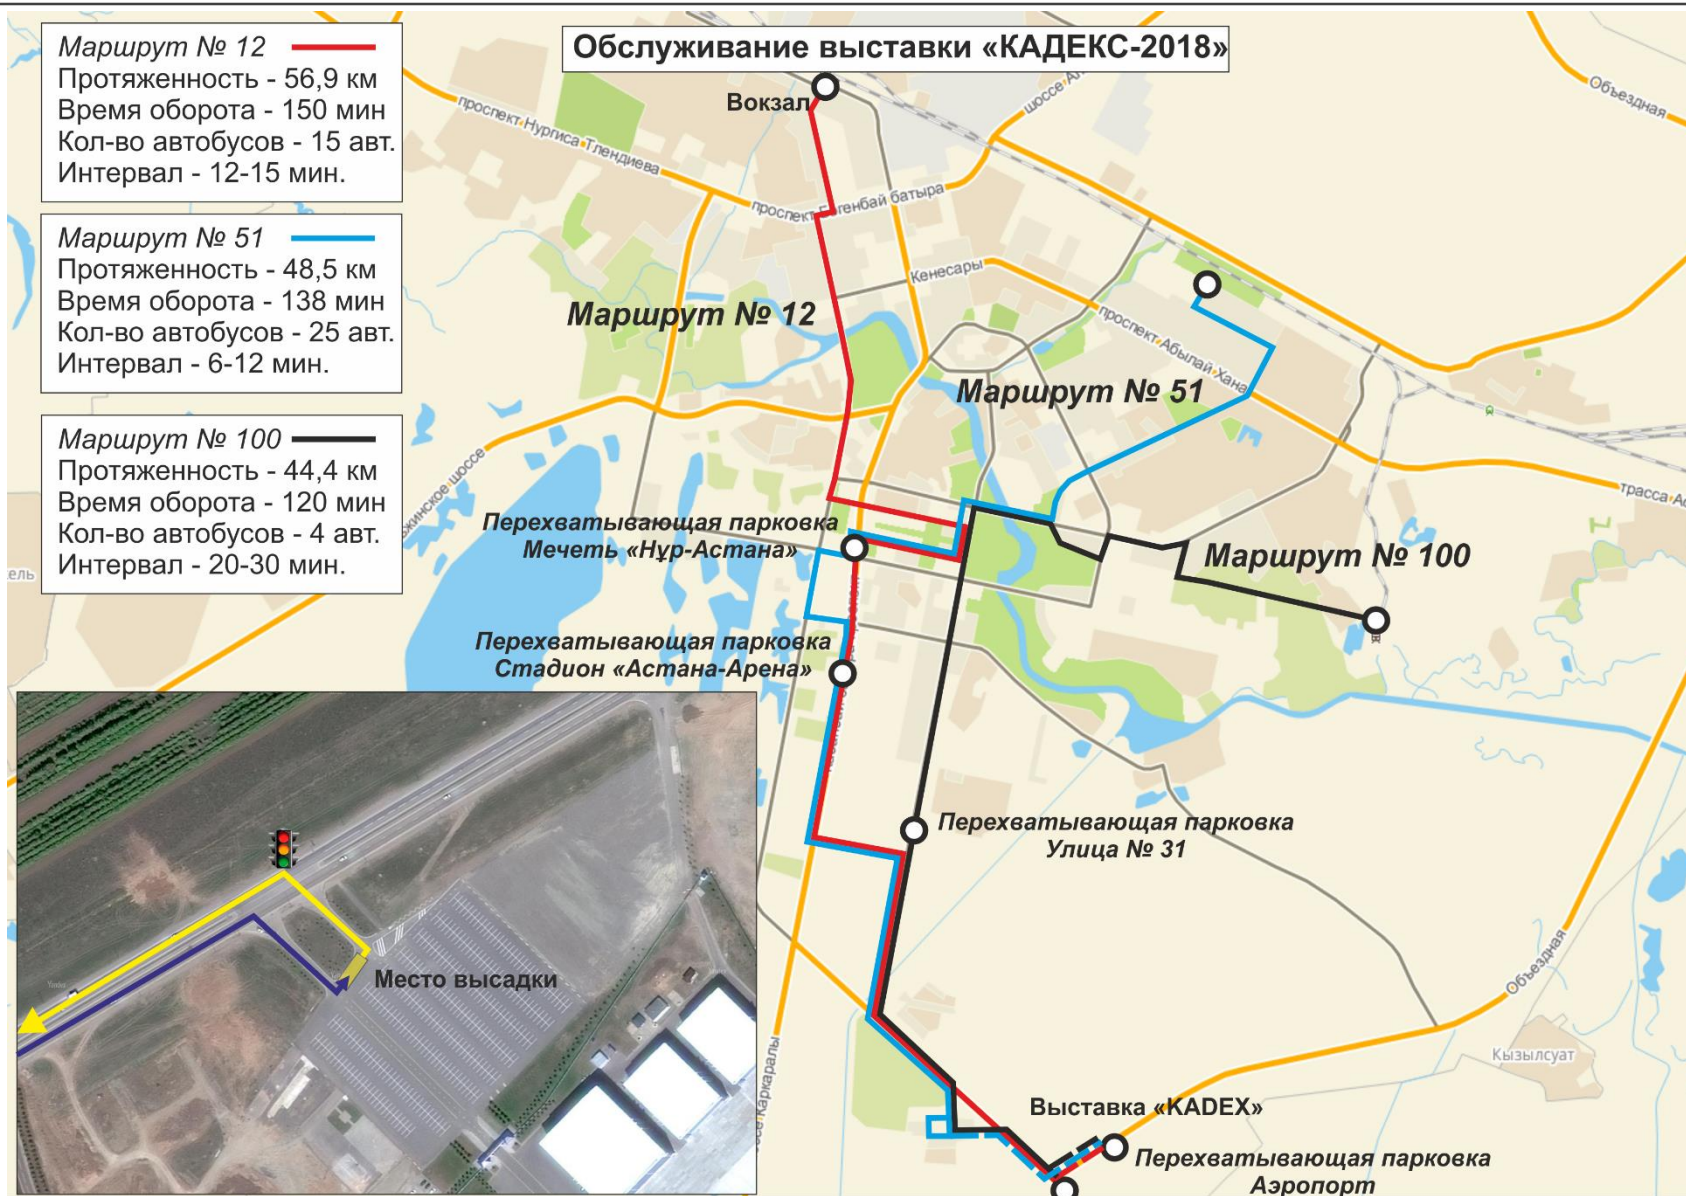 Обслуживание выставки «КАДЕКС-2018»
Маршрут № 12
Протяженность - 56,9 км
Время оборота - 150 мин
Кол-во автобусов - 15 авт.
Интервал - 12-15 мин.
Маршрут № 51
Протяженность - 48,5 км
Время оборота - 138 мин
Кол-во автобусов - 25 авт.
Интервал - 6-12 мин.
Маршрут № 100
Протяженность - 44,4 км
Время оборота - 120 мин
Кол-во автобусов - 4 авт.
Интервал - 20-30 мин.
Вокзал
шоссе
Объездная
проспект Нургиса Тлендиева
проспект батыра
Кенесары
проспект Абылай Хана
Маршрут № 12
Маршрут № 51
шоссе
трасса
Перехватывающая парковка
Мечеть «Нұр-Астана»
Маршрут № 100
Перехватывающая парковка
Стадион «Астана-Арена»
Перехватывающая парковка
Улица № 31
Место высадки
Объездная
Кызылсуат
Каркаралы
Выставка «KADEX»
Перехватывающая парковка
Аэропорт